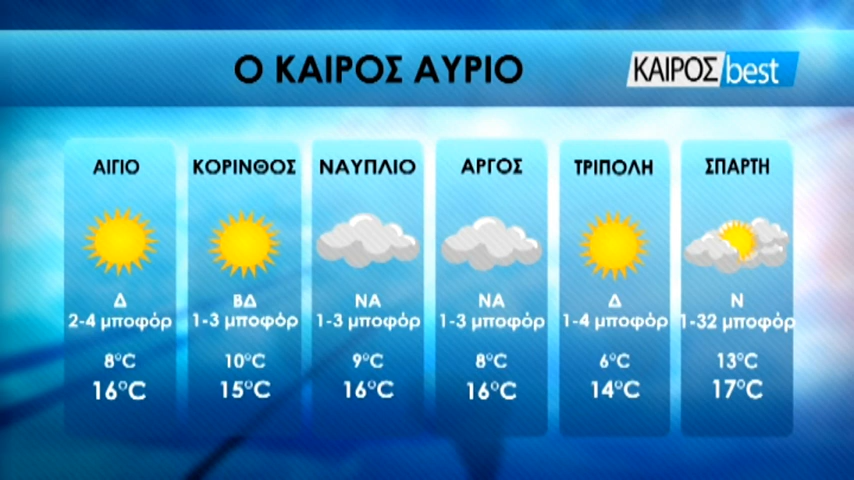 Ο ΚΑΙΡΟΣ ΑΥΡΙΟ
ΚΑΙΡΟΣ best
ΑΙΓΙΟ ΚΟΡΙΝΘΟΣ ΝΑΥΠΛΙΟ ΑΡΓΟΣ ΤΡΙΠΟΛΗ ΣΠΑΡΤΗ
Δ ΒΔ ΝΑ ΝΑ Δ Ν
2-4 μποφόρ 1-3 μποφόρ 1-3 μποφόρ 1-3 μποφόρ 1-4 μποφόρ 1-32 μποφόρ
8°C 10°C 9°C 8°C 6°C 13°C
16°C 15°C 16°C 16°C 14°C 17°C